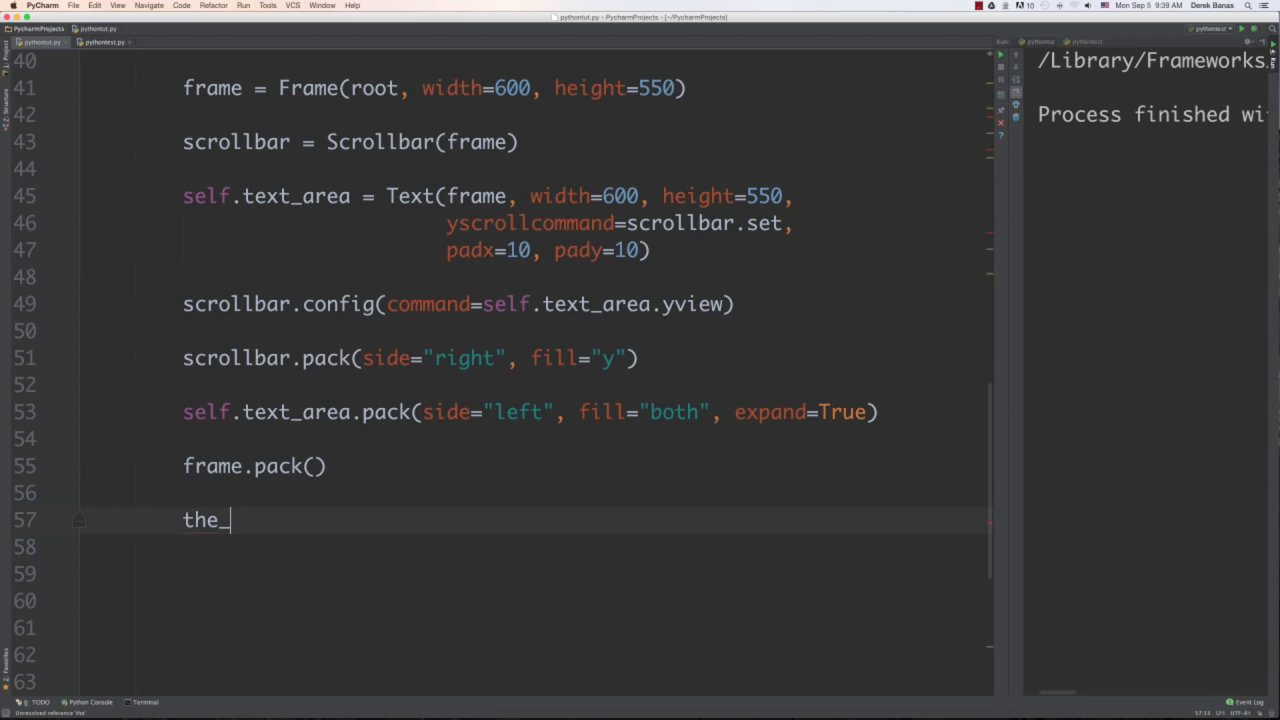 PyCharm File Edit View Navigate Code Refactor Run Tools VCS Window Help
10 Mon Sep 5 9:39 AM Derek Banas
pythontut.py - PycharmProjects - [~/PycharmProjects]
PycharmProjects pythontut.py
pythontest
pythontut.py pythontest.py
Run: pythontut pythontest
1: Project
Z: Structure
2: Favorites
4: Run
40
41 frame = Frame(root, width=600, height=550)
42
43 scrollbar = Scrollbar(frame)
44
45 self.text_area = Text(frame, width=600, height=550,
46 yscrollcommand=scrollbar.set,
47 padx=10, pady=10)
48
49 scrollbar.config(command=self.text_area.yview)
50
51 scrollbar.pack(side="right", fill="y")
52
53 self.text_area.pack(side="left", fill="both", expand=True)
54
55 frame.pack()
56
57 the_
58
59
60
61
62
63
/Library/Frameworks
Process finished wi
6: TODO Python Console Terminal
Event Log
Unresolved reference 'the'
57:13 LF: UTF-8: